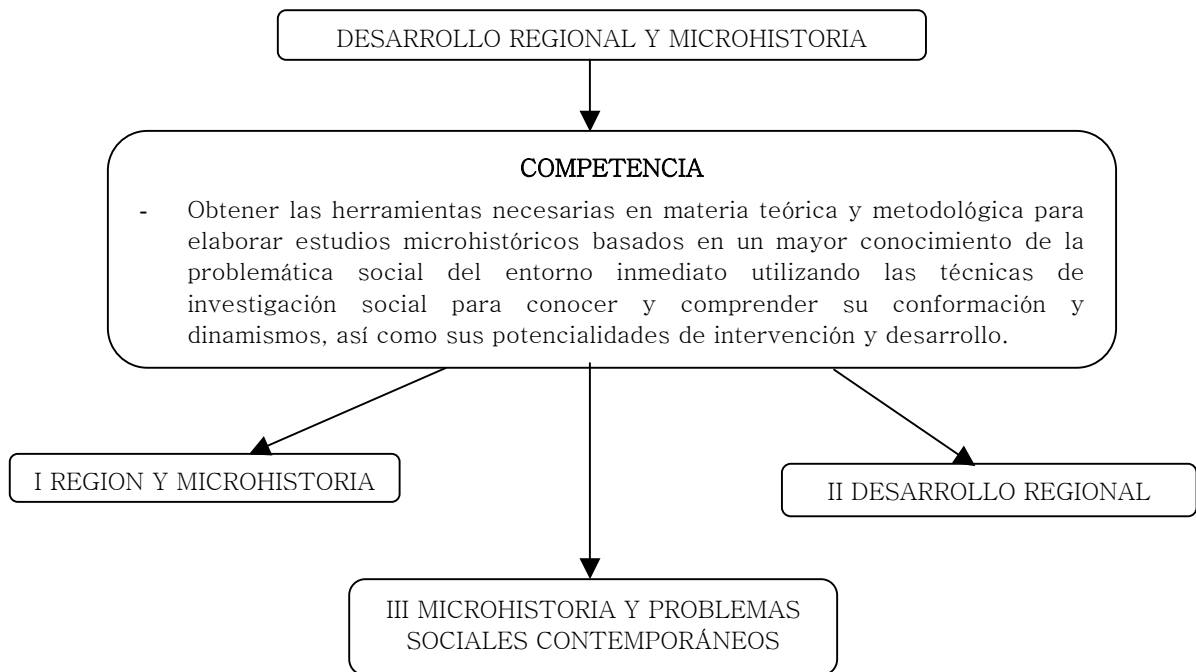 DESARROLLO REGIONAL Y MICROHISTORIA
COMPETENCIA
- Obtener las herramientas necesarias en materia teórica y metodológica para
elaborar estudios microhistóricos basados en un mayor conocimiento de la
problemática social del entorno inmediato utilizando las técnicas de
investigación social para conocer y comprender su conformación y
dinamismos, así como sus potencialidades de intervención y desarrollo.
I REGION Y MICROHISTORIA
II DESARROLLO REGIONAL
III MICROHISTORIA Y PROBLEMAS
SOCIALES CONTEMPORÁNEOS